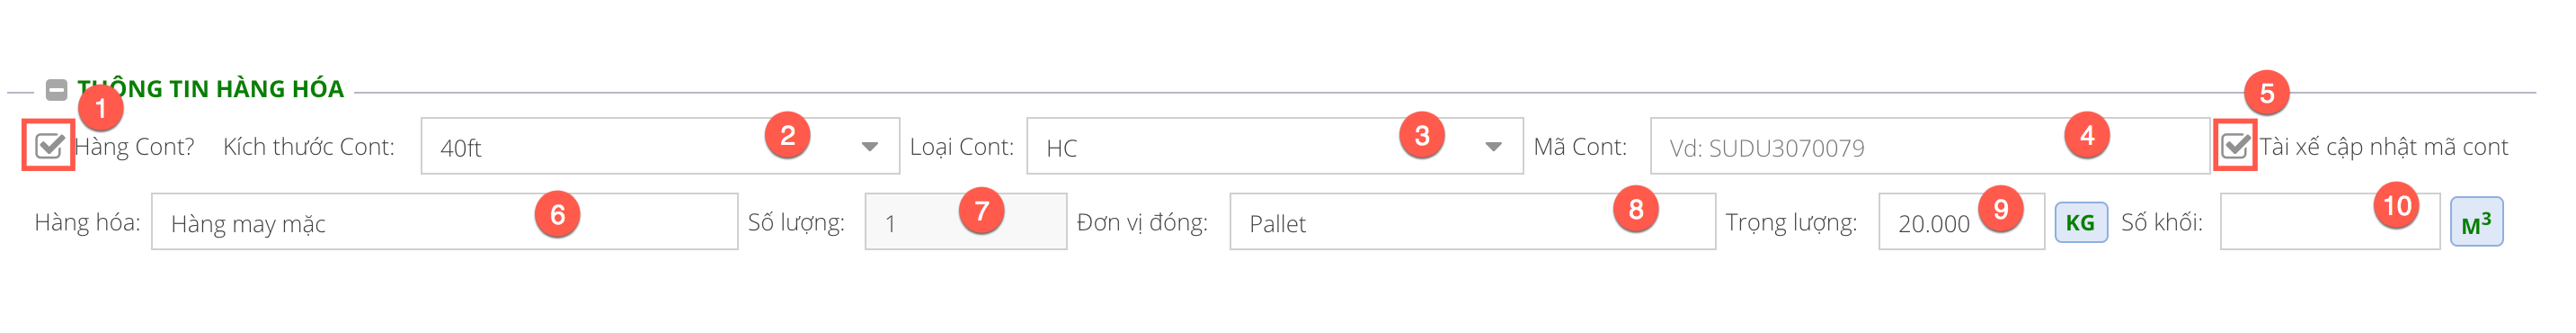 THÔNG TIN HÀNG HÓA
1 5
Hàng Cont? Kích thước Cont: 40ft 2 Loại Cont: HC 3 Mã Cont: Vd: SUDU3070079 4 Tài xế cập nhật mã cont
Hàng hóa: Hàng may mặc 6 Số lượng: 1 7 Đơn vị đóng: Pallet 8 Trọng lượng: 20.000 9 KG Số khối: 10 M³